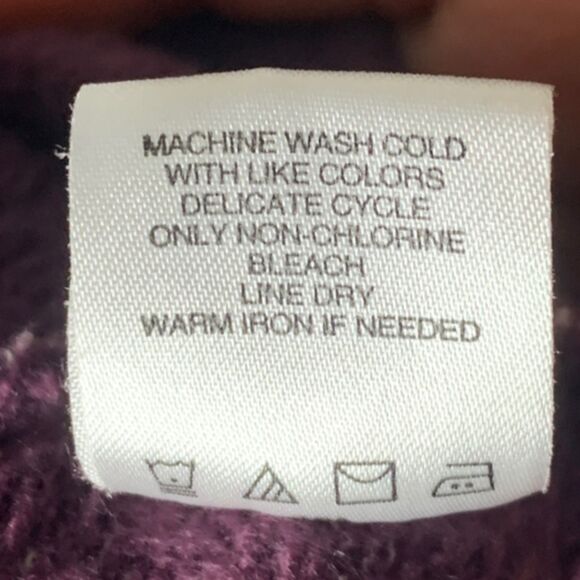 MACHINE WASH COLD
WITH LIKE COLORS
DELICATE CYCLE
ONLY NON-CHLORINE
BLEACH
LINE DRY
WARM IRON IF NEEDED